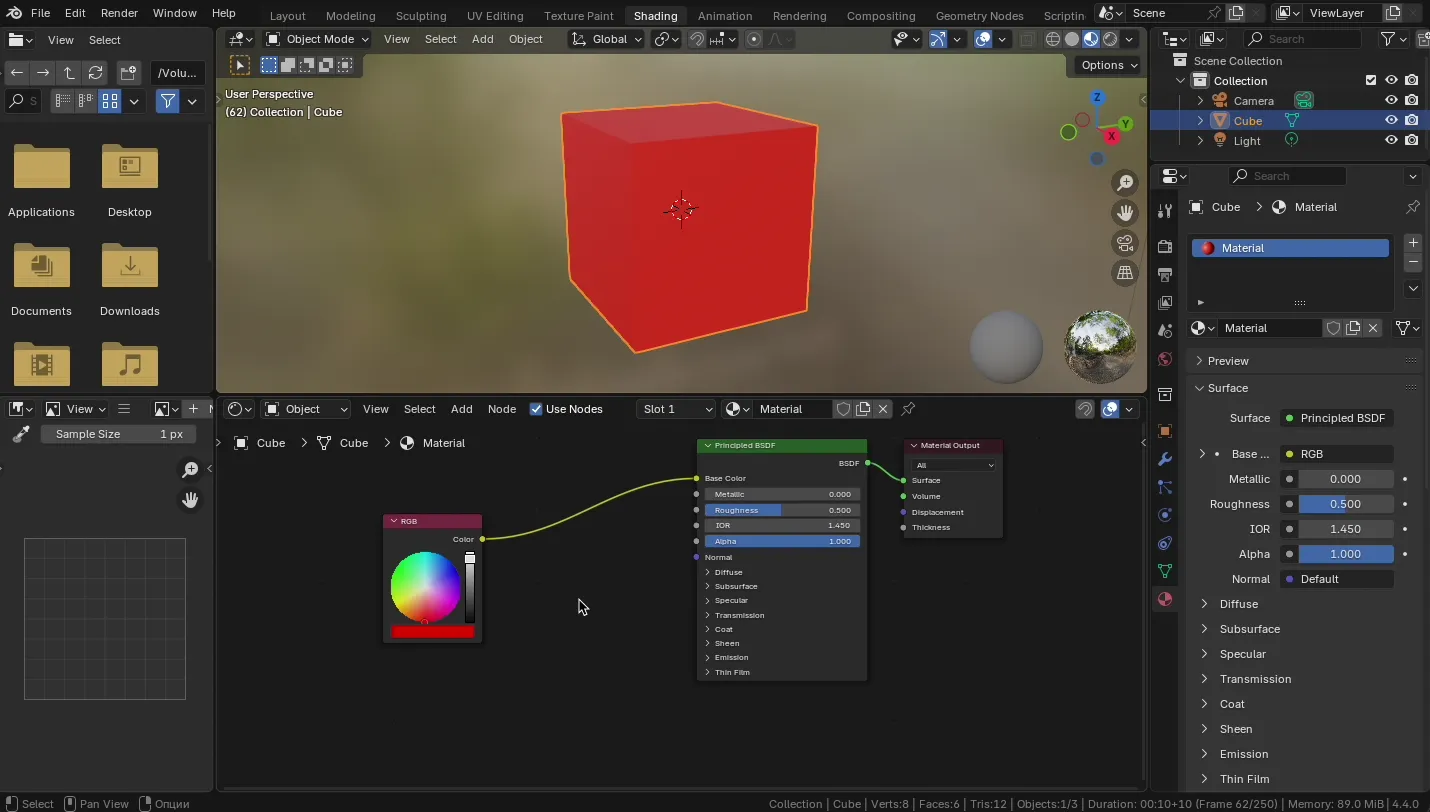 File Edit Render Window Help Layout Modeling Sculpting UV Editing Texture Paint Shading Animation Rendering Compositing Geometry Nodes Scriptin Scene ViewLayer
View Select
/Volu...
S
Applications Desktop
Documents Downloads
Object Mode View Select Add Object Global
Options
User Perspective
(62) Collection | Cube
Z
Y
X
Search
Scene Collection
Collection
Camera
Cube
Light
Search
Cube Material
Material
Material
Preview
Surface
Surface Principled BSDF
Base ... RGB
Metallic 0.000
Roughness 0.500
IOR 1.450
Alpha 1.000
Normal Default
Diffuse
Subsurface
Specular
Transmission
Coat
Sheen
Emission
Thin Film
View
Sample Size 1 px
Object View Select Add Node Use Nodes Slot 1 Material
Cube Cube Material
RGB
Color
Principled BSDF
BSDF
Base Color
Metallic 0.000
Roughness 0.500
IOR 1.450
Alpha 1.000
Normal
Diffuse
Subsurface
Specular
Transmission
Coat
Sheen
Emission
Thin Film
Material Output
All
Surface
Volume
Displacement
Thickness
Select Pan View Опции Collection | Cube | Verts:8 | Faces:6 | Tris:12 | Objects:1/3 | Duration: 00:10+10 (Frame 62/250) | Memory: 89.0 MiB | 4.4.0